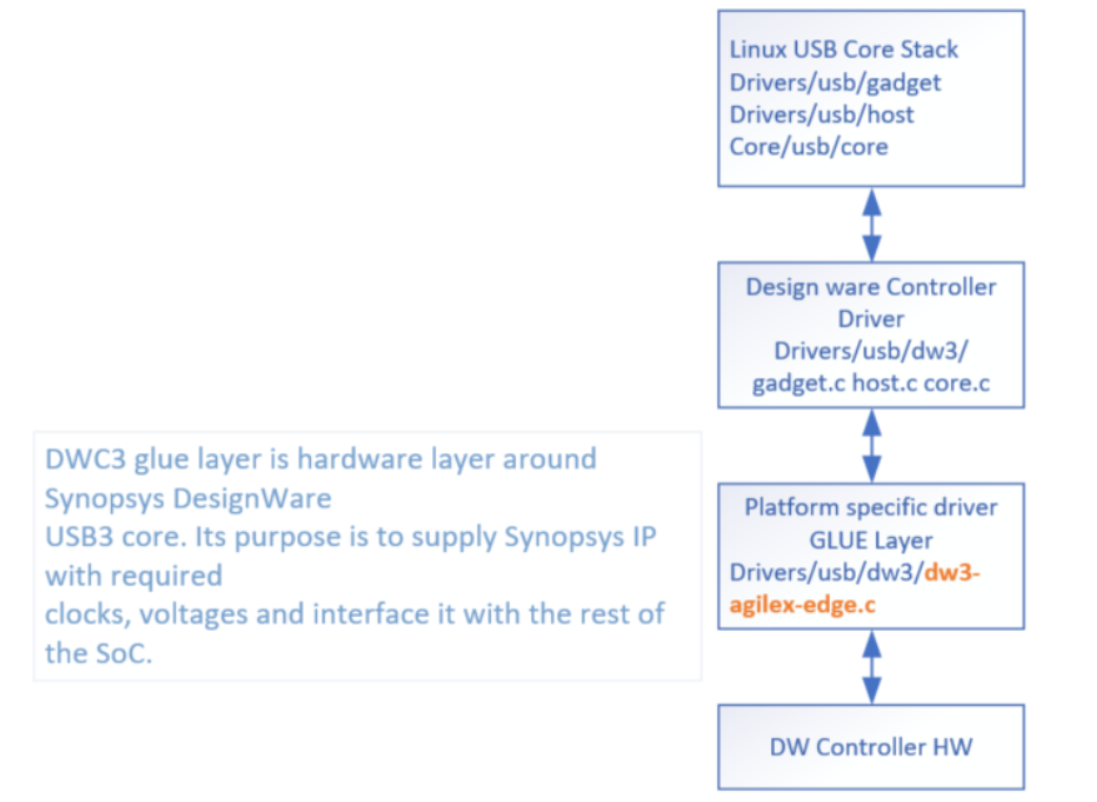 Linux USB Core Stack
Drivers/usb/gadget
Drivers/usb/host
Core/usb/core
Design ware Controller
Driver
Drivers/usb/dw3/
gadget.c host.c core.c
DWC3 glue layer is hardware layer around
Synopsys DesignWare
USB3 core. Its purpose is to supply Synopsys IP
with required
clocks, voltages and interface it with the rest of
the SoC.
Platform specific driver
GLUE Layer
Drivers/usb/dw3/dw3-
agilex-edge.c
DW Controller HW